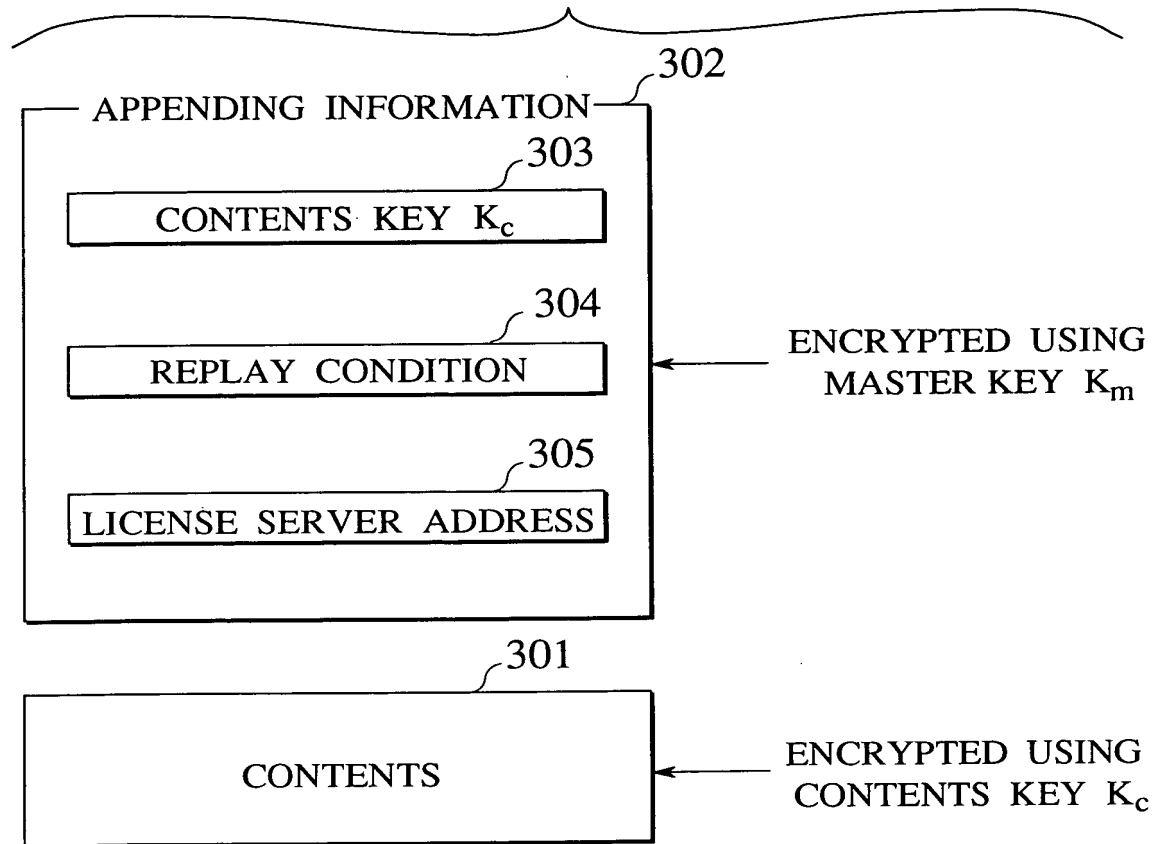 302
APPENDING INFORMATION
303
CONTENTS KEY Kc
304
REPLAY CONDITION
ENCRYPTED USING
MASTER KEY Km
305
LICENSE SERVER ADDRESS
301
CONTENTS
ENCRYPTED USING
CONTENTS KEY Kc